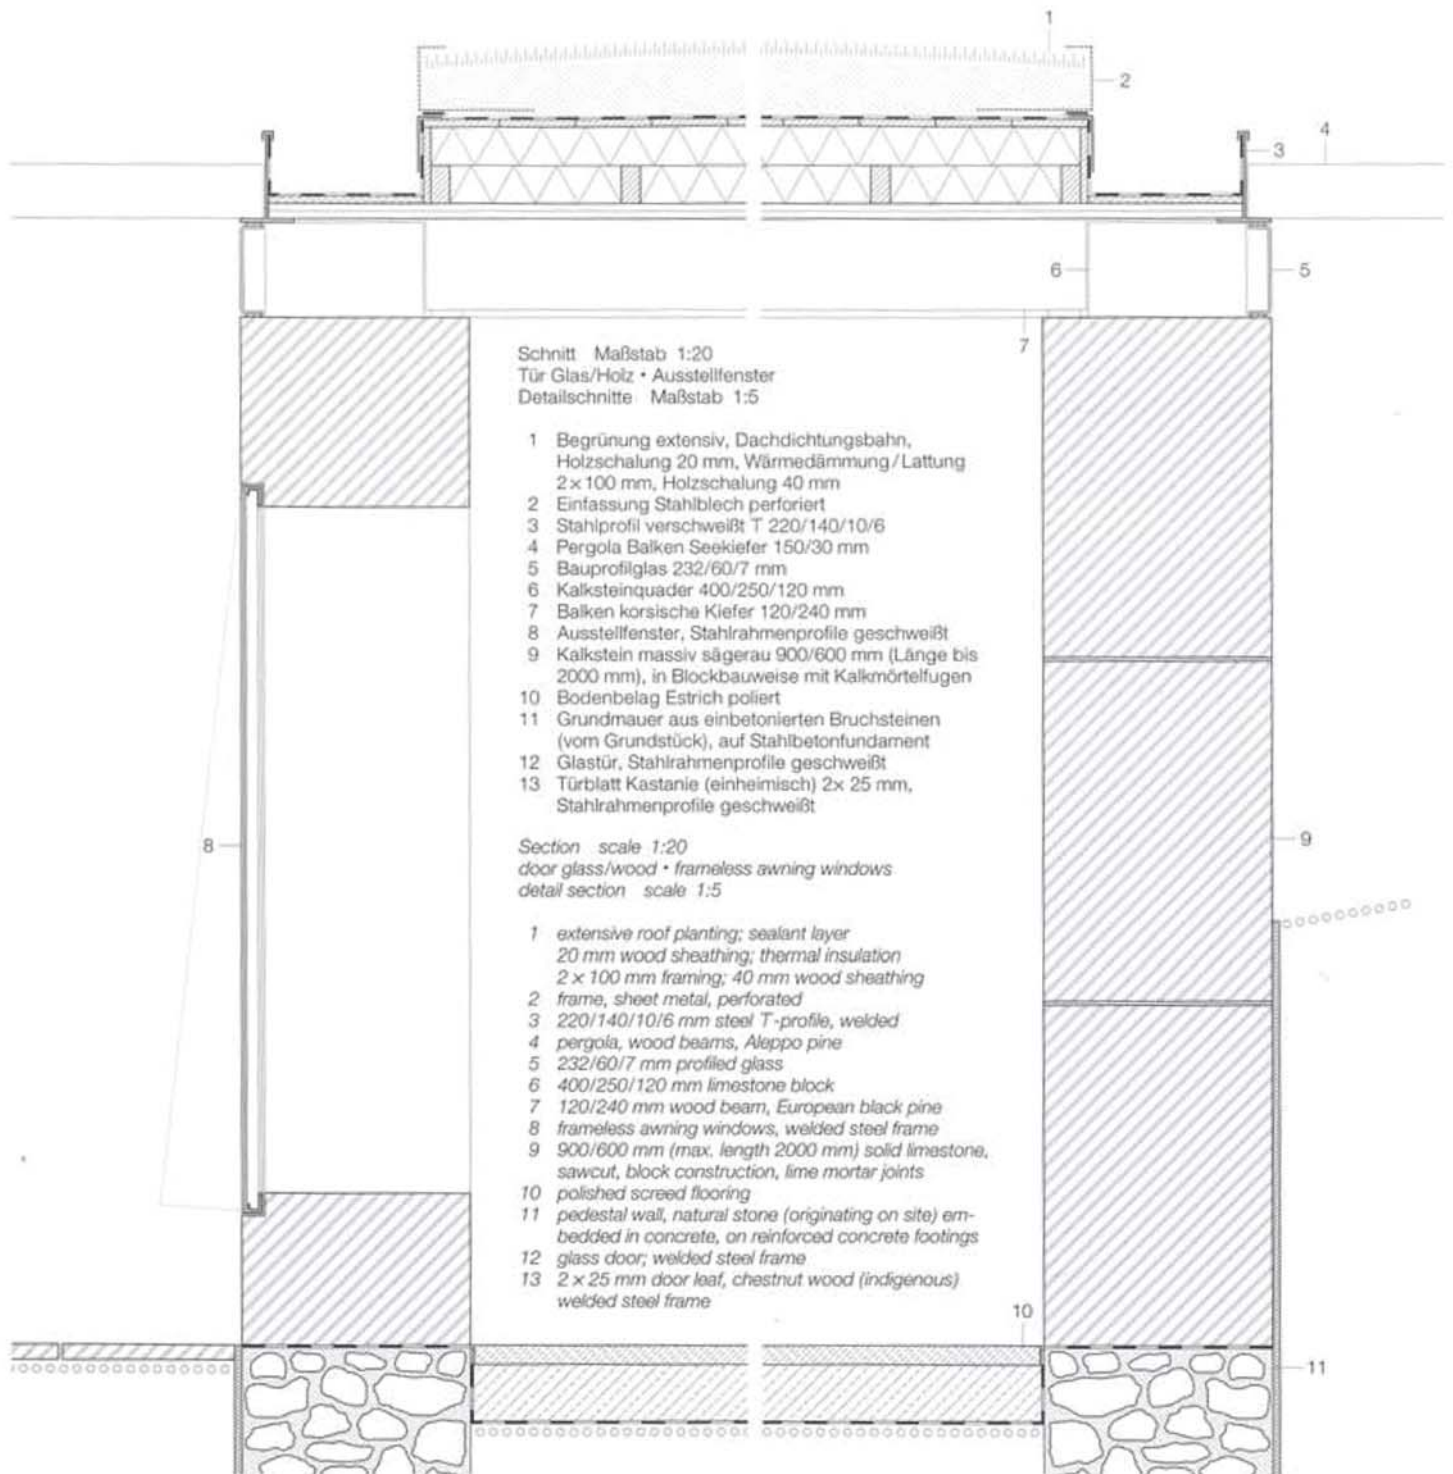 1
2
3
4
5
6
7
Schnitt Maßstab 1:20
Tür Glas/Holz • Ausstellfenster
Detailschnitte Maßstab 1:5
1 Begrünung extensiv, Dachdichtungsbahn,
Holzschalung 20 mm, Wärmedämmung/Lattung
2× 100 mm, Holzschalung 40 mm
2 Einfassung Stahlblech perforiert
3 Stahlprofil verschweißt T 220/140/10/6
4 Pergola Balken Seekiefer 150/30 mm
5 Bauprofilglas 232/60/7 mm
6 Kalksteinquader 400/250/120 mm
7 Balken korsische Kiefer 120/240 mm
8 Ausstellfenster, Stahlrahmenprofile geschweißt
9 Kalkstein massiv sägerau 900/600 mm (Länge bis
2000 mm), in Blockbauweise mit Kalkmörtelfugen
10 Bodenbelag Estrich poliert
11 Grundmauer aus einbetonierten Bruchsteinen
(vom Grundstück), auf Stahlbetonfundament
12 Glastür, Stahlrahmenprofile geschweißt
13 Türblatt Kastanie (einheimisch) 2× 25 mm,
Stahlrahmenprofile geschweißt
Section scale 1:20
door glass/wood • frameless awning windows
detail section scale 1:5
1 extensive roof planting; sealant layer
20 mm wood sheathing; thermal insulation
2 × 100 mm framing; 40 mm wood sheathing
2 frame, sheet metal, perforated
3 220/140/10/6 mm steel T-profile, welded
4 pergola, wood beams, Aleppo pine
5 232/60/7 mm profiled glass
6 400/250/120 mm limestone block
7 120/240 mm wood beam, European black pine
8 frameless awning windows, welded steel frame
9 900/600 mm (max. length 2000 mm) solid limestone,
sawcut, block construction, lime mortar joints
10 polished screed flooring
11 pedestal wall, natural stone (originating on site) em-
bedded in concrete, on reinforced concrete footings
12 glass door; welded steel frame
13 2 × 25 mm door leaf, chestnut wood (indigenous)
welded steel frame
8
9
10
11